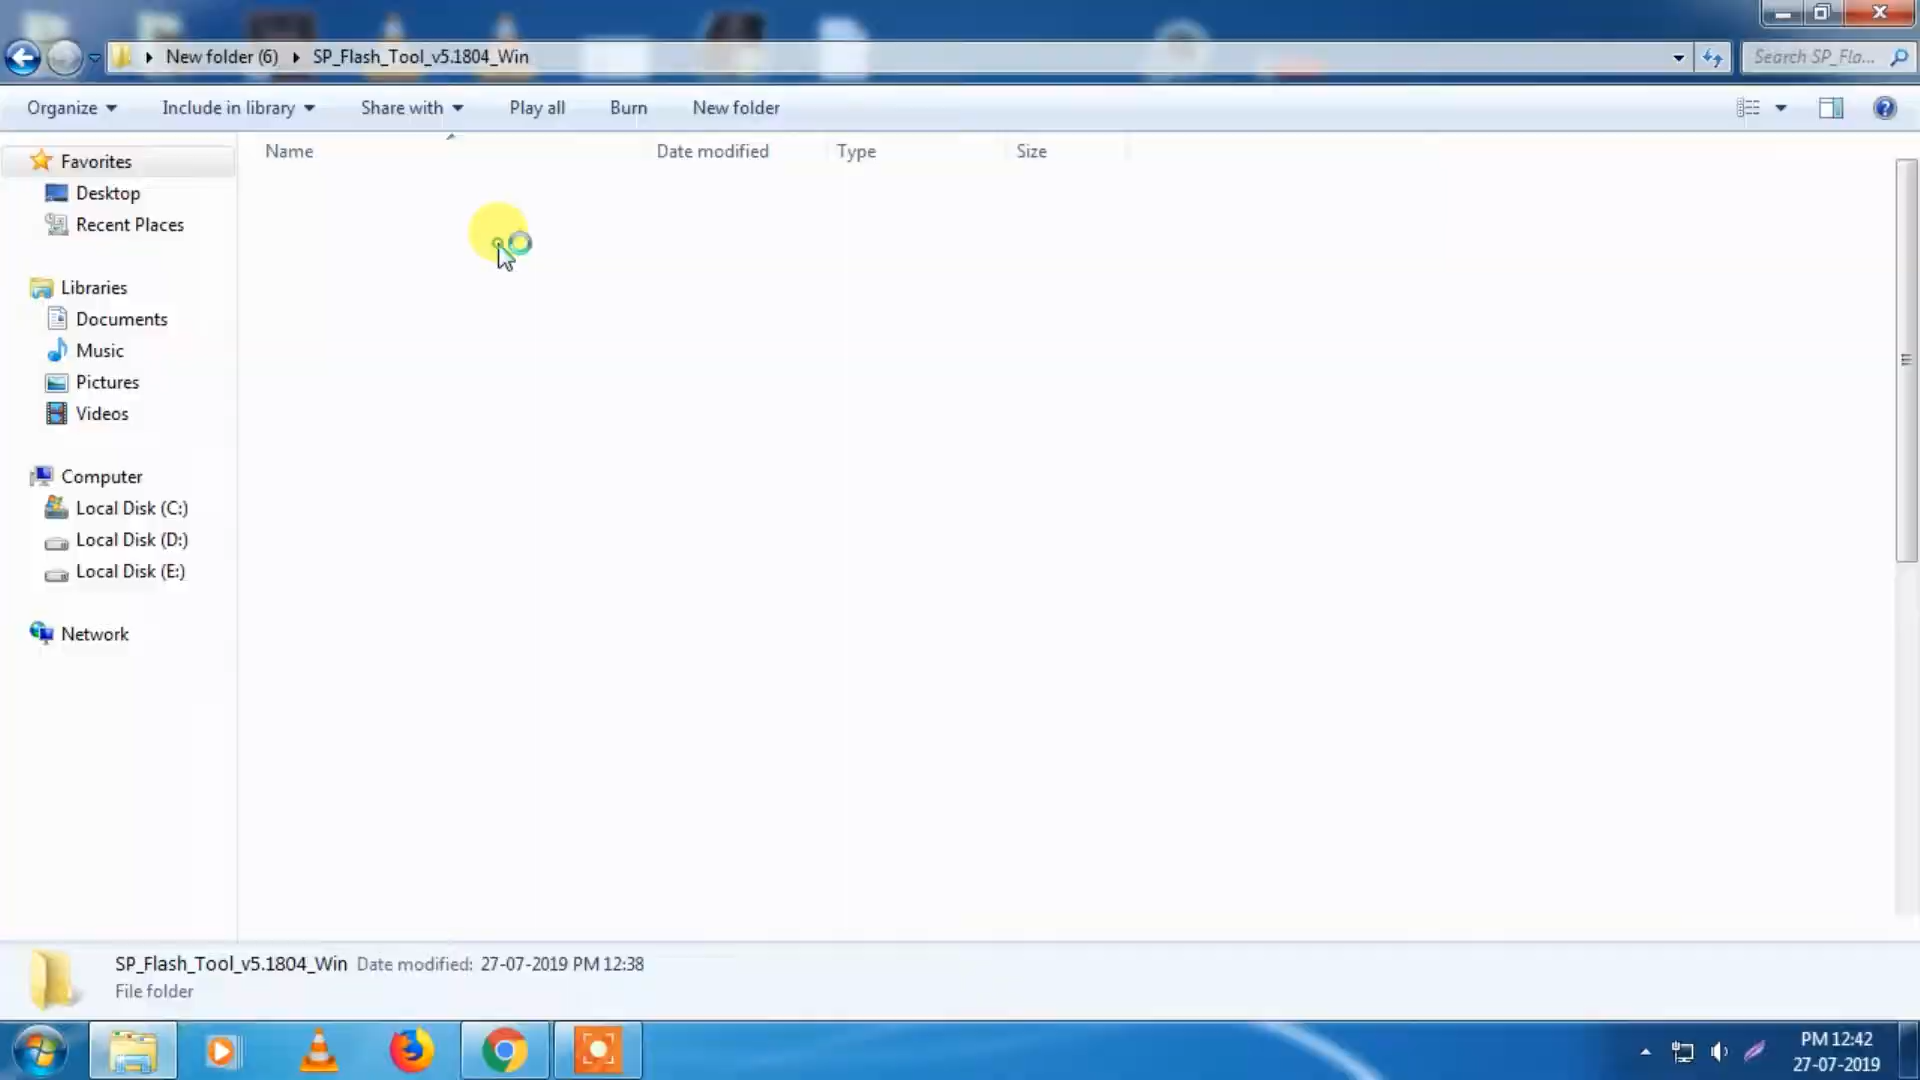 New folder (6) SP_Flash_Tool_v5.1804_Win
Search SP_Fla...
Organize Include in library Share with Play all Burn New folder
Name Date modified Type Size
Favorites
Desktop
Recent Places
Libraries
Documents
Music
Pictures
Videos
Computer
Local Disk (C:)
Local Disk (D:)
Local Disk (E:)
Network
SP_Flash_Tool_v5.1804_Win Date modified: 27-07-2019 PM 12:38
File folder
PM 12:42
27-07-2019